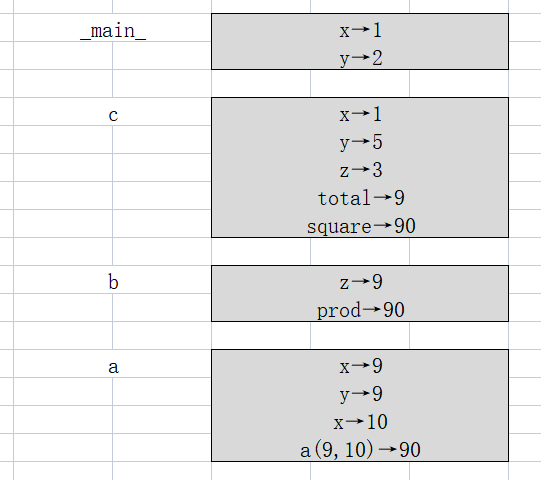 _main_
x→1
y→2
c
x→1
y→5
z→3
total→9
square→90
b
z→9
prod→90
a
x→9
y→9
x→10
a(9,10)→90